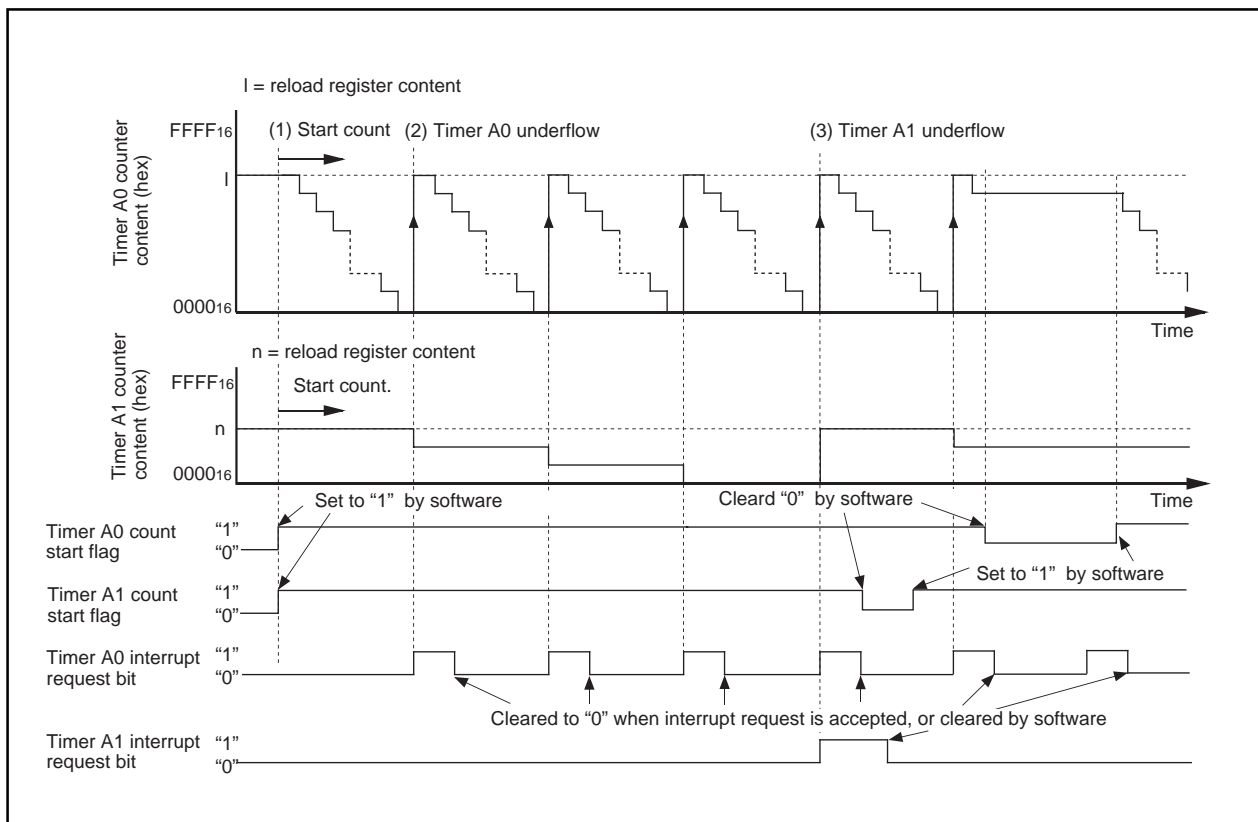 l = reload register content
Timer A0 counter
content (hex)
FFFF16
(1) Start count
(2) Timer A0 underflow
(3) Timer A1 underflow
l
000016
Time
n = reload register content
Timer A1 counter
content (hex)
FFFF16
Start count.
n
000016
Time
Set to “1” by software
Cleard “0” by software
Timer A0 count
start flag
“1”
“0”
Set to “1” by software
Timer A1 count
start flag
“1”
“0”
Timer A0 interrupt
request bit
“1”
“0”
Cleared to “0” when interrupt request is accepted, or cleared by software
Timer A1 interrupt
request bit
“1”
“0”